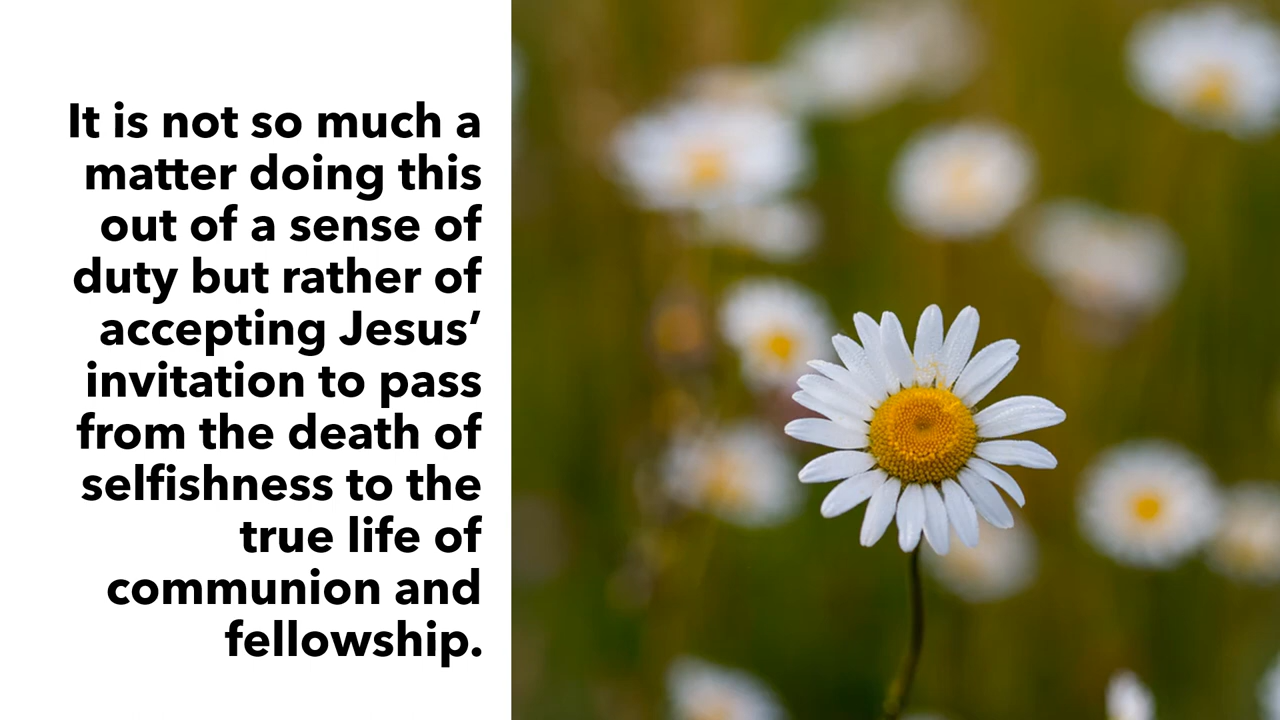 It is not so much a
matter doing this
out of a sense of
duty but rather of
accepting Jesus’
invitation to pass
from the death of
selfishness to the
true life of
communion and
fellowship.